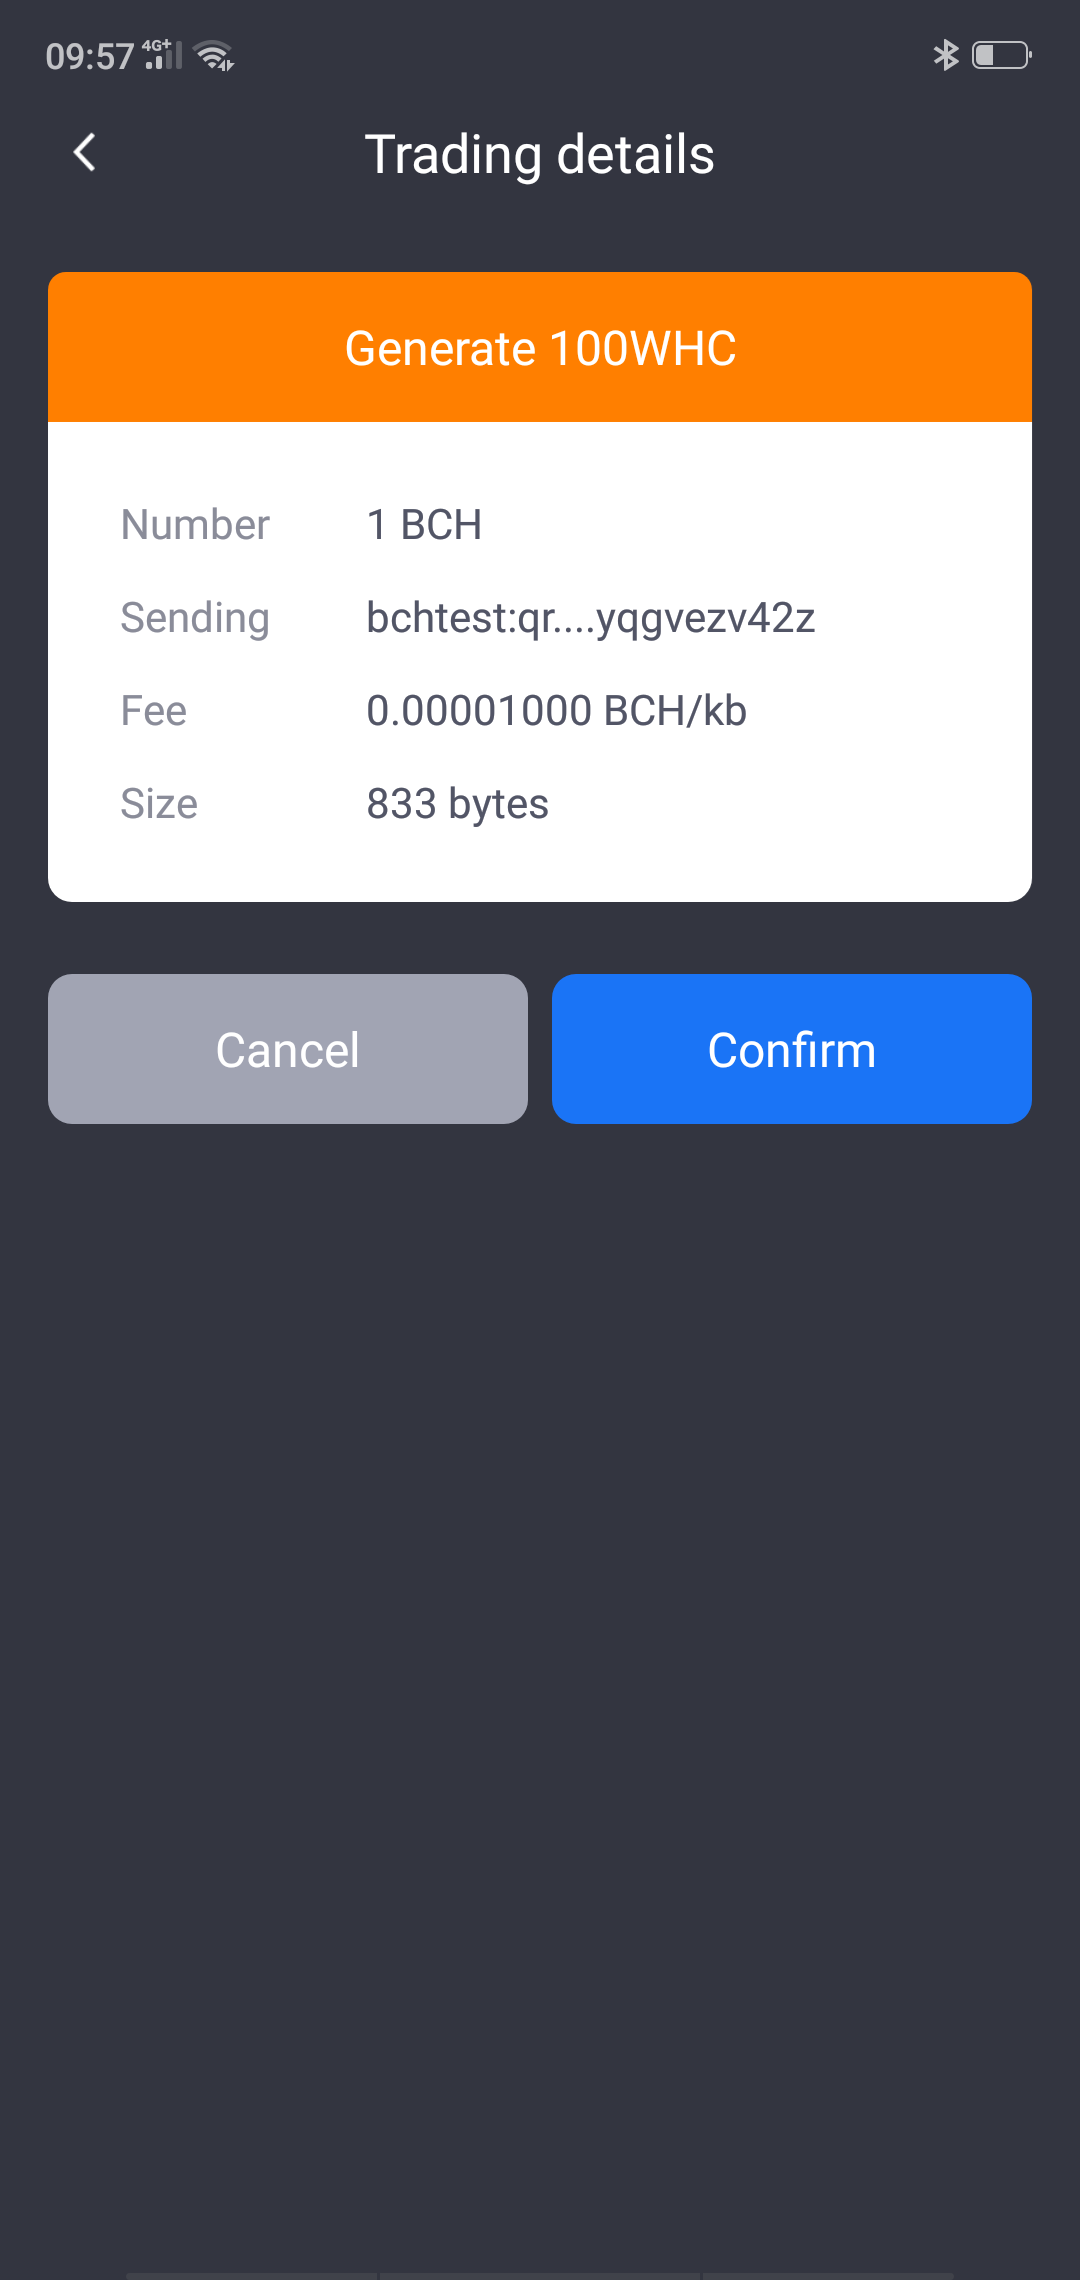 09:57 4G+
Trading details
Generate 100WHC
Number 1 BCH
Sending bchtest:qr....yqgvezv42z
Fee 0.00001000 BCH/kb
Size 833 bytes
Cancel Confirm